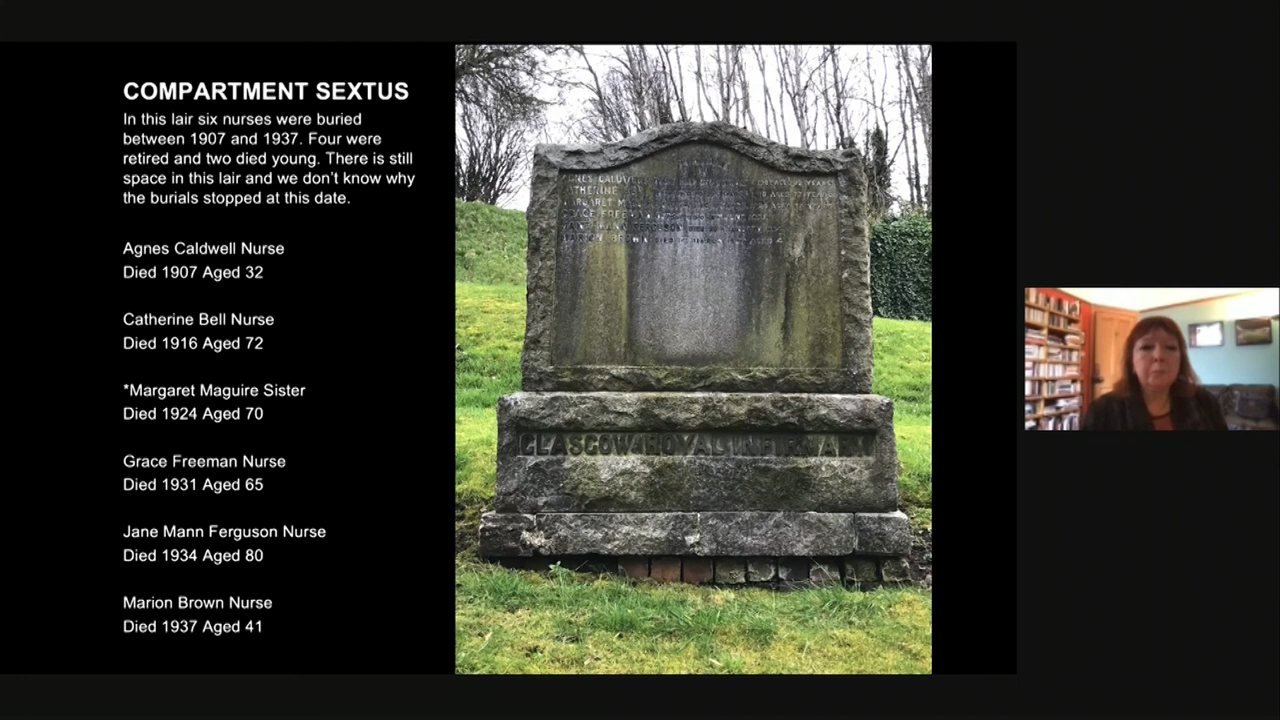 COMPARTMENT SEXTUS
In this lair six nurses were buried
between 1907 and 1937. Four were
retired and two died young. There is still
space in this lair and we don't know why
the burials stopped at this date.
Agnes Caldwell Nurse
Died 1907 Aged 32
Catherine Bell Nurse
Died 1916 Aged 72
*Margaret Maguire Sister
Died 1924 Aged 70
Grace Freeman Nurse
Died 1931 Aged 65
Jane Mann Ferguson Nurse
Died 1934 Aged 80
Marion Brown Nurse
Died 1937 Aged 41
GLASGOW ROYAL INFIRMARY